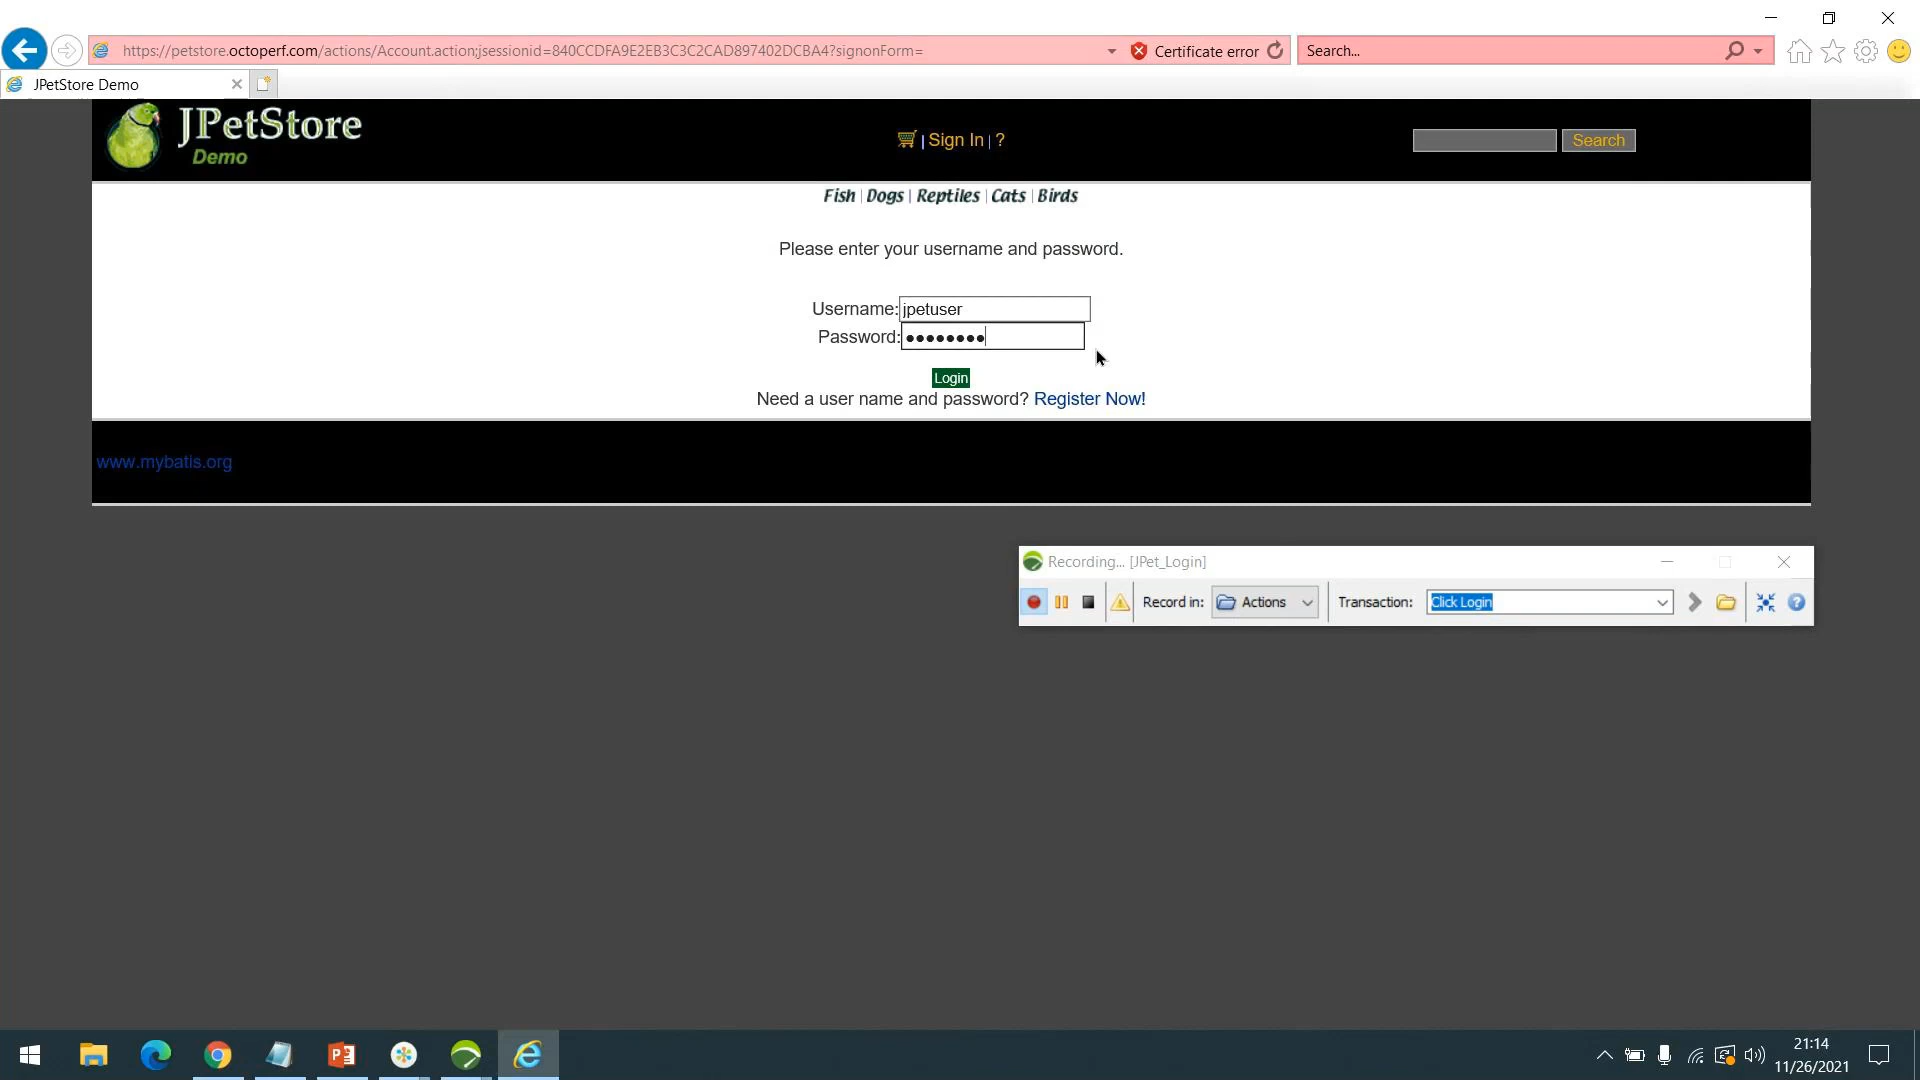 https://petstore.octoperf.com/actions/Account.action;jsessionid=840CCDFA9E2EB3C3C2CAD897402DCBA4?signonForm=
Certificate error
Search...
JPetStore Demo
JPetStore
Demo
| Sign In | ?
Search
Fish | Dogs | Reptiles | Cats | Birds
Please enter your username and password.
Username: jpetuser
Password: ••••••••
Login
Need a user name and password? Register Now!
www.mybatis.org
Recording... [JPet_Login]
Record in: Actions Transaction: Click Login
21:14
11/26/2021